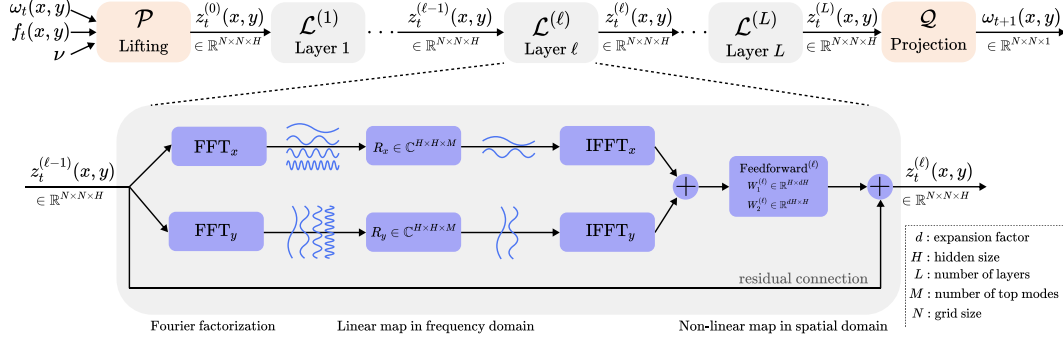 ω_t(x, y)
f_t(x, y)
ν
𝒫
Lifting
z_t^{(0)}(x, y)
∈ ℝ^{N×N×H}
ℒ^{(1)}
Layer 1
···
z_t^{(ℓ−1)}(x, y)
∈ ℝ^{N×N×H}
ℒ^{(ℓ)}
Layer ℓ
z_t^{(ℓ)}(x, y)
∈ ℝ^{N×N×H}
···
ℒ^{(L)}
Layer L
z_t^{(L)}(x, y)
∈ ℝ^{N×N×H}
𝒬
Projection
ω_{t+1}(x, y)
∈ ℝ^{N×N×1}
z_t^{(ℓ−1)}(x, y)
∈ ℝ^{N×N×H}
FFT_x
R_x ∈ ℂ^{H×H×M}
IFFT_x
FFT_y
R_y ∈ ℂ^{H×H×M}
IFFT_y
+
Feedforward^{(ℓ)}
W_1^{(ℓ)} ∈ ℝ^{H×dH}
W_2^{(ℓ)} ∈ ℝ^{dH×H}
+
z_t^{(ℓ)}(x, y)
∈ ℝ^{N×N×H}
residual connection
Fourier factorization
Linear map in frequency domain
Non-linear map in spatial domain
d : expansion factor
H : hidden size
L : number of layers
M : number of top modes
N : grid size